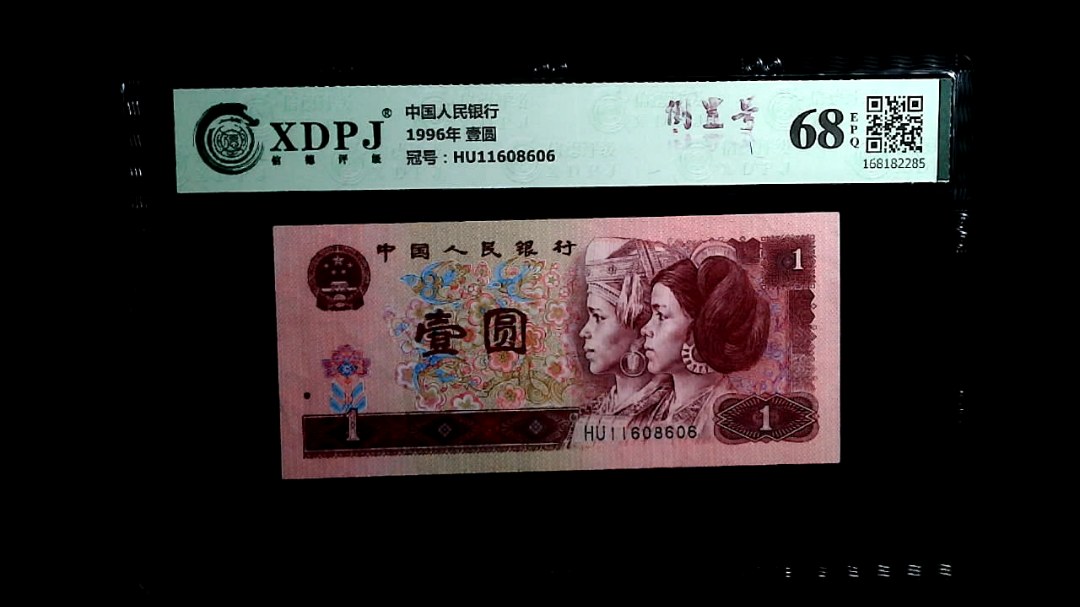 XDPJ®
信德评级
中国人民银行
1996年 壹圆
冠号：HU11608606
倒置号
68
EPQ
168182285
中国人民银行
1
壹圆
1
1
HU11608606